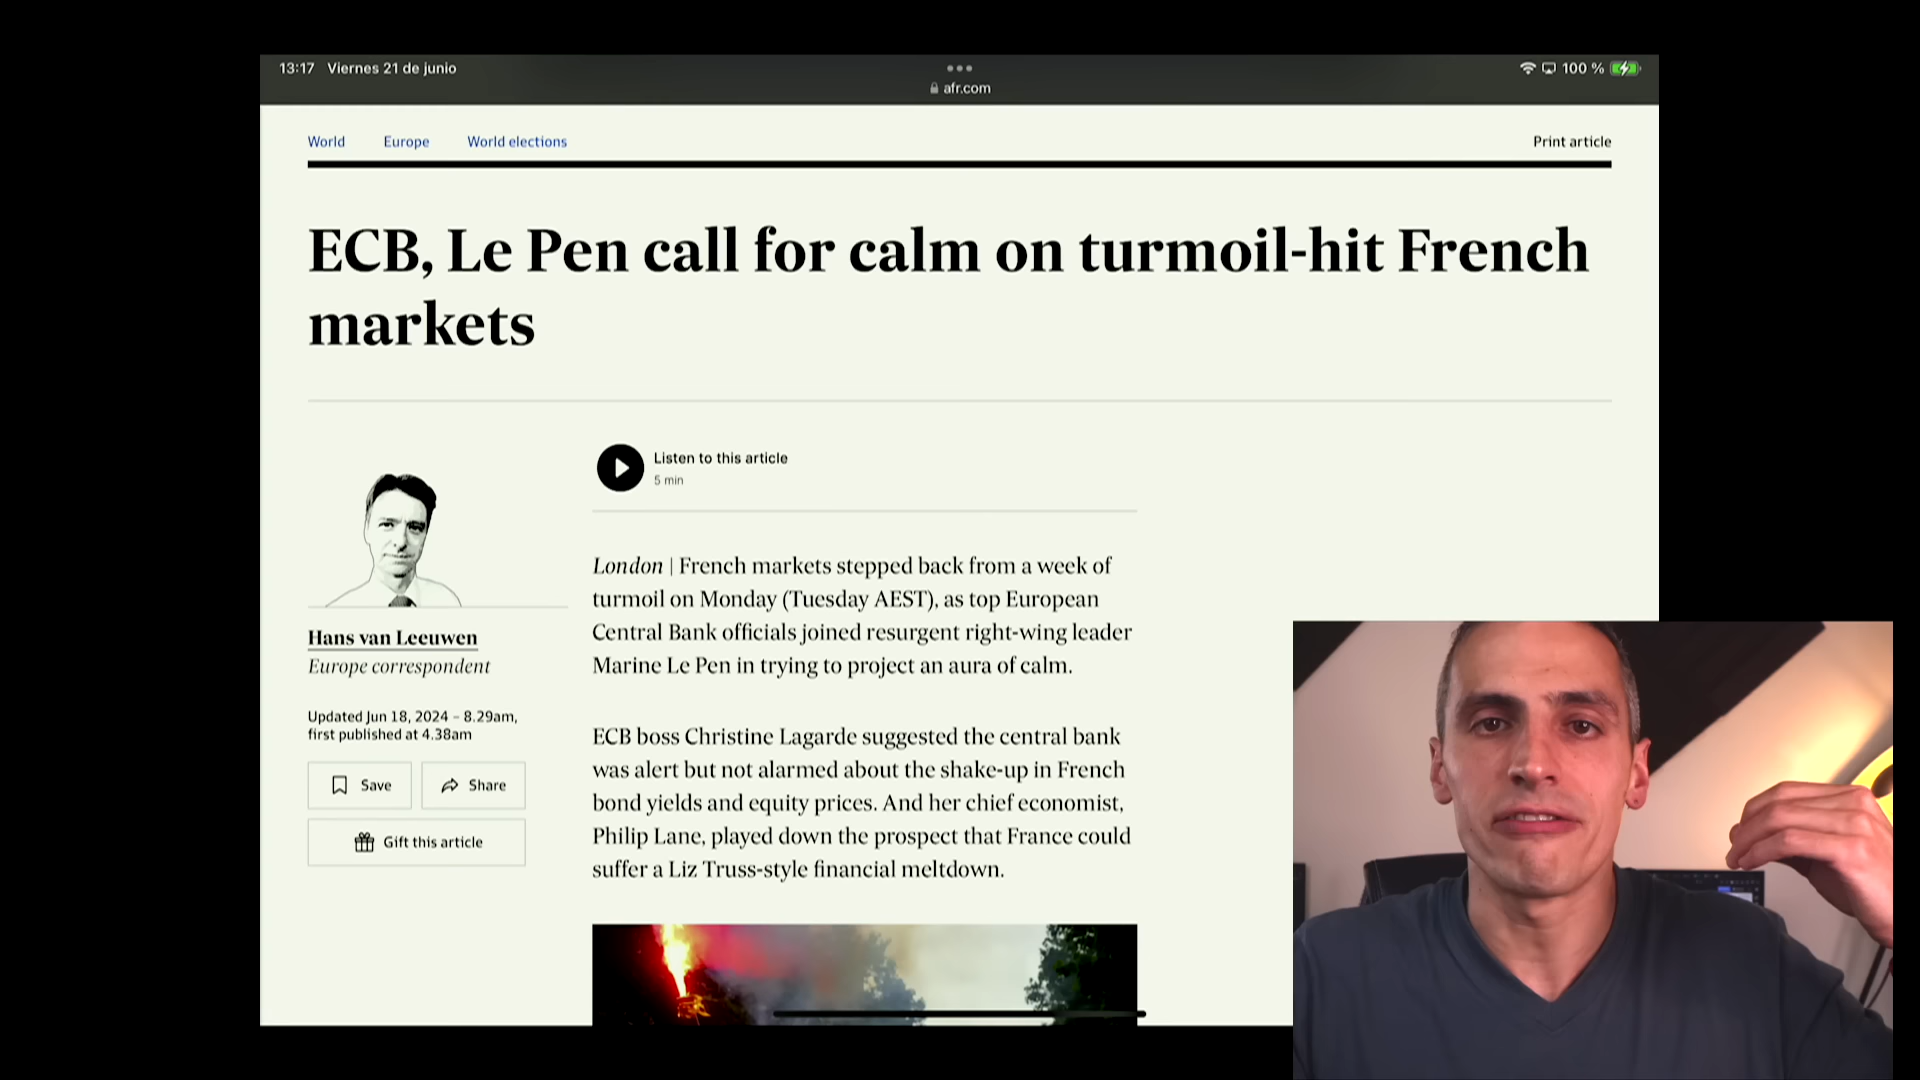 13:17 Viernes 21 de junio
100 %
afr.com
World Europe World elections
Print article
ECB, Le Pen call for calm on turmoil-hit French
markets
Listen to this article
5 min
London | French markets stepped back from a week of
turmoil on Monday (Tuesday AEST), as top European
Central Bank officials joined resurgent right-wing leader
Marine Le Pen in trying to project an aura of calm.
ECB boss Christine Lagarde suggested the central bank
was alert but not alarmed about the shake-up in French
bond yields and equity prices. And her chief economist,
Philip Lane, played down the prospect that France could
suffer a Liz Truss-style financial meltdown.
Hans van Leeuwen
Europe correspondent
Updated Jun 18, 2024 – 8.29am,
first published at 4.38am
Save
Share
Gift this article